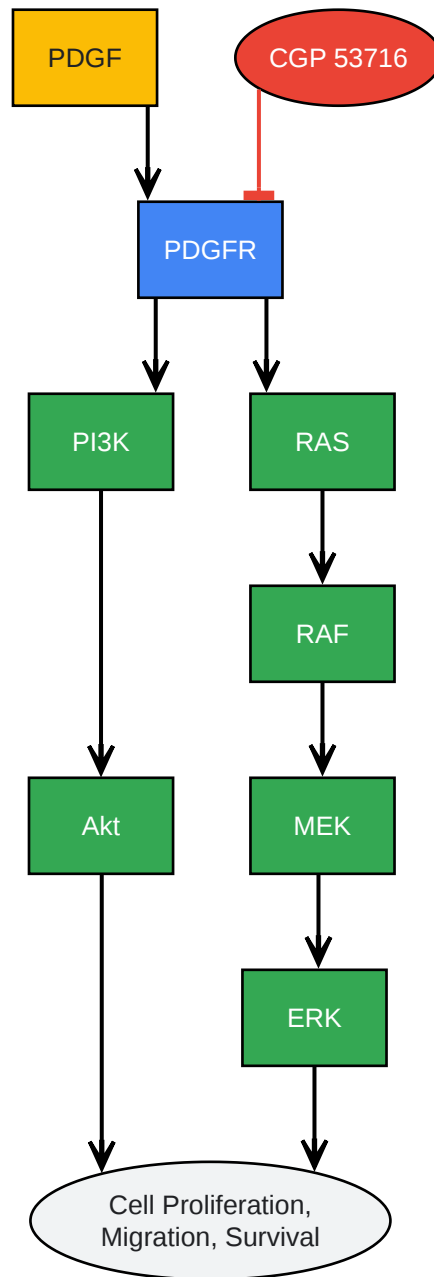 PDGF
CGP 53716
PDGFR
PI3K
RAS
RAF
Akt
MEK
ERK
Cell Proliferation,
Migration, Survival